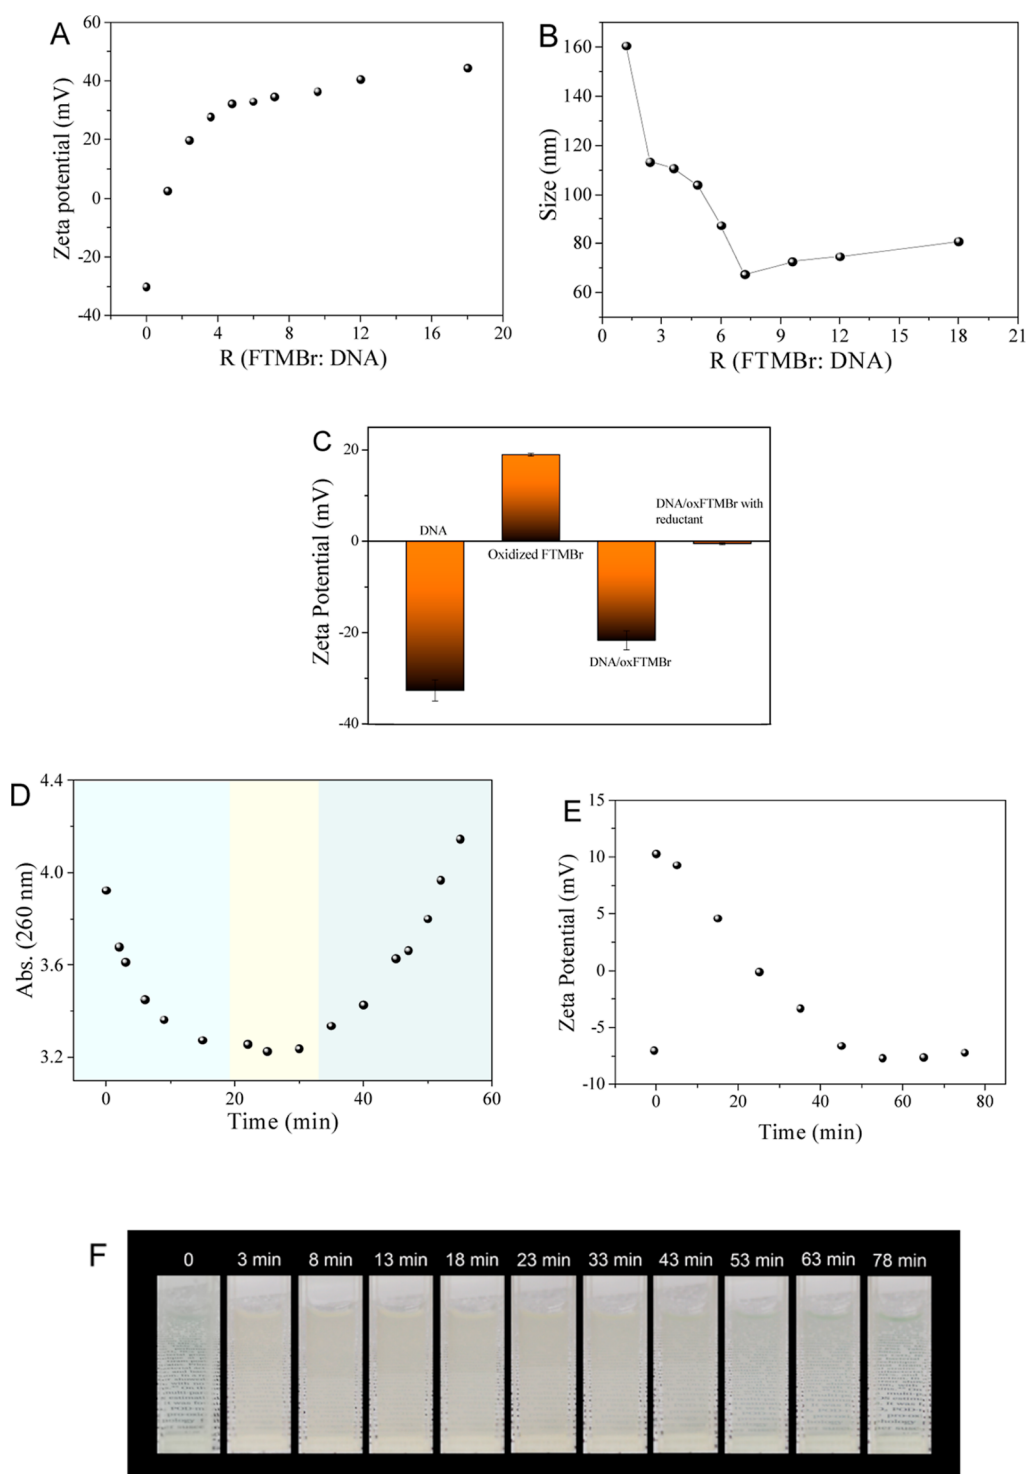 A
60
40
20
0
-20
-40
Zeta potential (mV)
0 4 8 12 16 20
R (FTMBr: DNA)
B
160
140
120
100
80
60
Size (nm)
0 3 6 9 12 15 18 21
R (FTMBr: DNA)
C
20
0
-20
-40
Zeta Potential (mV)
DNA
Oxidized FTMBr
DNA/oxFTMBr
DNA/oxFTMBr with
reductant
D
4.4
4.0
3.6
3.2
Abs. (260 nm)
0 20 40 60
Time (min)
E
15
10
5
0
-5
-10
Zeta Potential (mV)
0 20 40 60 80
Time (min)
F
0 3 min 8 min 13 min 18 min 23 min 33 min 43 min 53 min 63 min 78 min